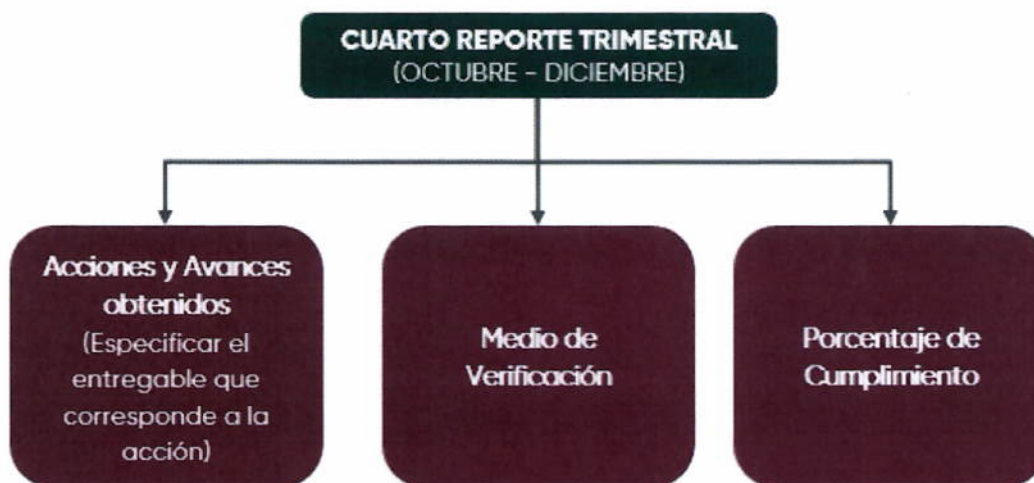 CUARTO REPORTE TRIMESTRAL
(OCTUBRE - DICIEMBRE)
Acciones y Avances
obtenidos
(Especificar el
entregable que
corresponde a la
acción)
Medio de
Verificación
Porcentaje de
Cumplimiento